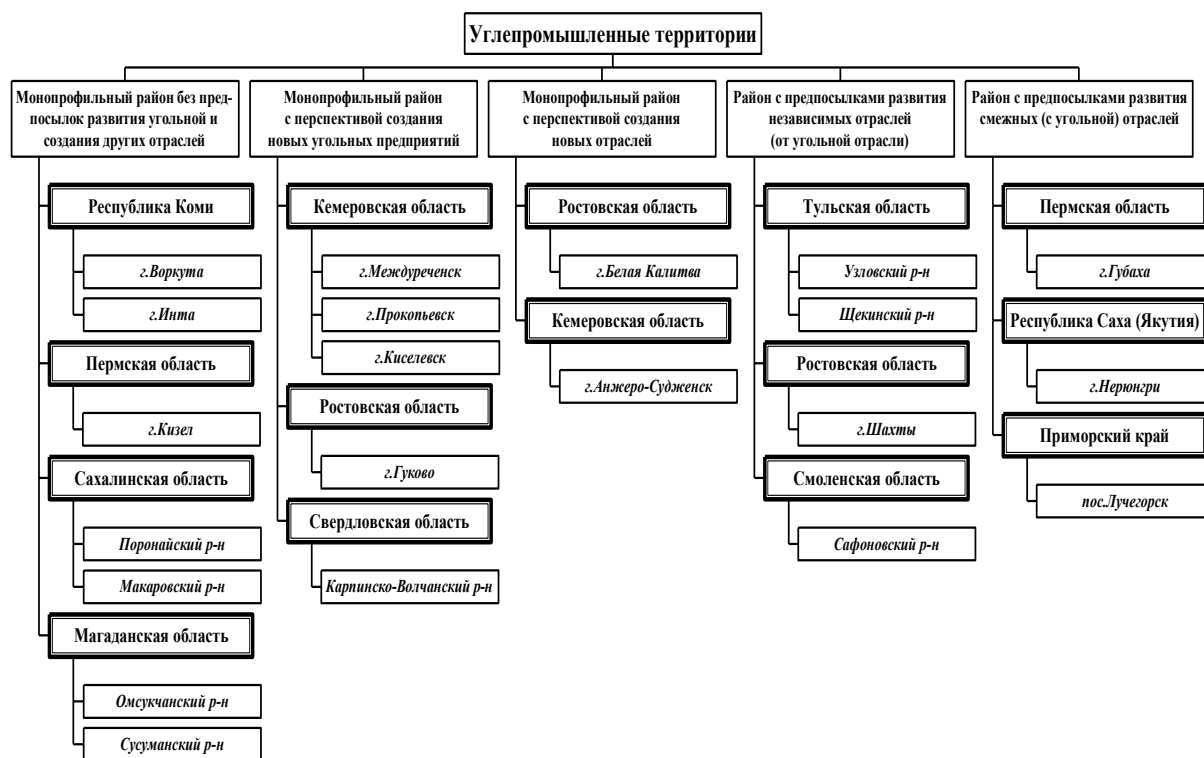 Углепромышленные территории
Монопрофильный район без пред-
посылок развития угольной и
создания других отраслей
Республика Коми
г.Воркута
г.Инта
Пермская область
г.Кизел
Сахалинская область
Поронайский р-н
Макаровский р-н
Магаданская область
Омсукчанский р-н
Сусуманский р-н
Монопрофильный район
с перспективой создания
новых угольных предприятий
Кемеровская область
г.Междуреченск
г.Прокопьевск
г.Киселевск
Ростовская область
г.Гуково
Свердловская область
Карпинско-Волчанский р-н
Монопрофильный район
с перспективой создания
новых отраслей
Ростовская область
г.Белая Калитва
Кемеровская область
г.Анжеро-Судженск
Район с предпосылками развития
независимых отраслей
(от угольной отрасли)
Тульская область
Узловский р-н
Щекинский р-н
Ростовская область
г.Шахты
Смоленская область
Сафоновский р-н
Район с предпосылками развития
смежных (с угольной) отраслей
Пермская область
г.Губаха
Республика Саха (Якутия)
г.Нерюнгри
Приморский край
пос.Лучегорск